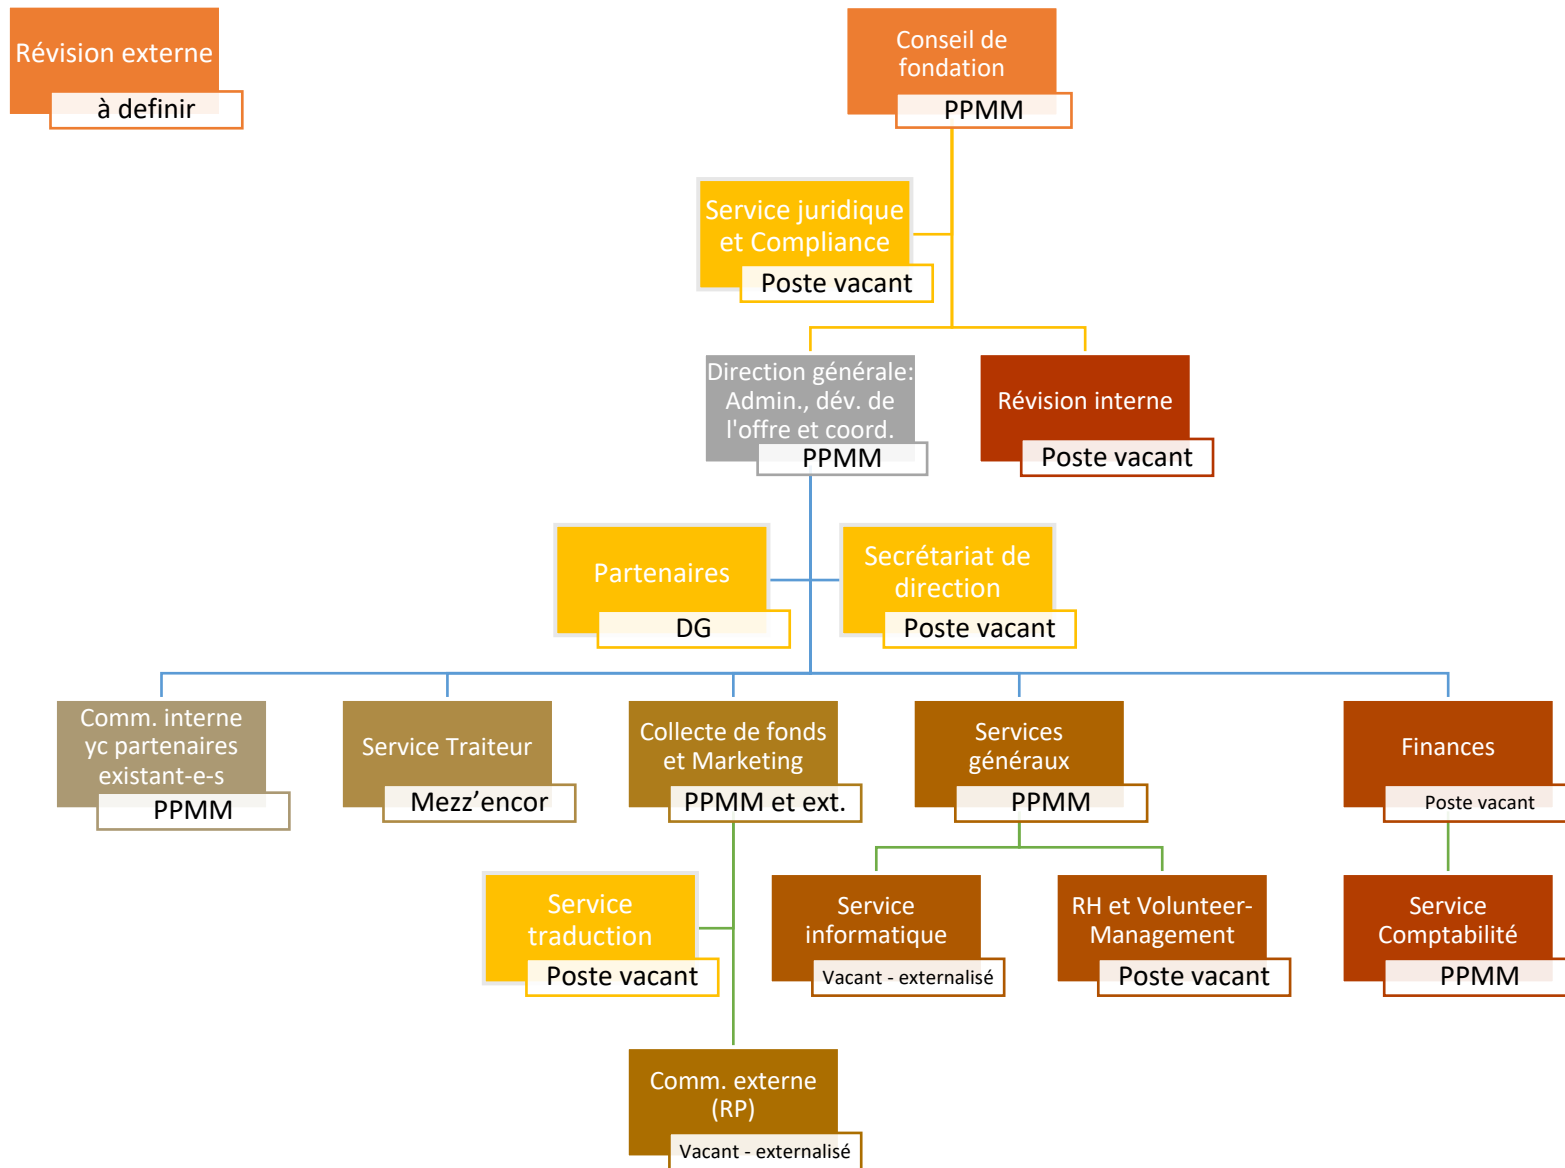 Révision externe
à definir
Conseil de
fondation
PPMM
Service juridique
et Compliance
Poste vacant
Direction générale:
Admin., dév. de
l'offre et coord.
PPMM
Révision interne
Poste vacant
Partenaires
DG
Secrétariat de
direction
Poste vacant
Comm. interne
yc partenaires
existant-e-s
PPMM
Service Traiteur
Mezz’encor
Collecte de fonds
et Marketing
PPMM et ext.
Services
généraux
PPMM
Finances
Poste vacant
Service
traduction
Poste vacant
Service
informatique
Vacant - externalisé
RH et Volunteer-
Management
Poste vacant
Service
Comptabilité
PPMM
Comm. externe
(RP)
Vacant - externalisé